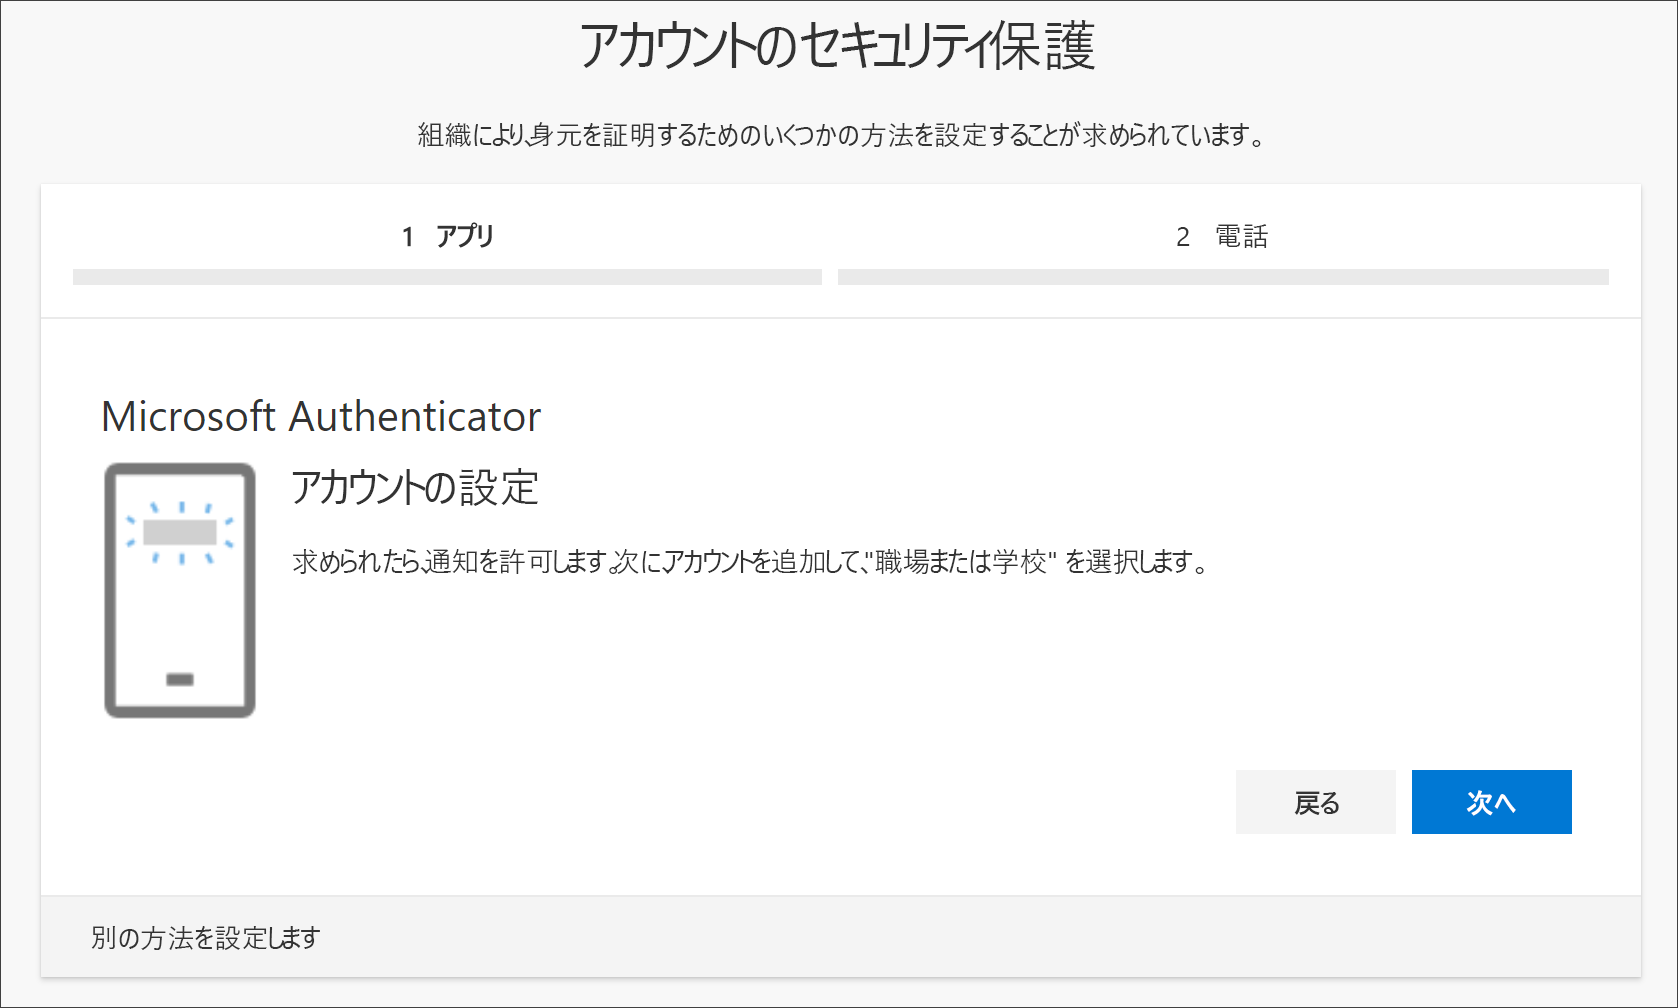 アカウントのセキュリティ保護
組織により、身元を証明するためのいくつかの方法を設定することが求められています。
1 アプリ
2 電話
Microsoft Authenticator
アカウントの設定
求められたら、通知を許可します。次に、アカウントを追加して、"職場または学校" を選択します。
戻る
次へ
別の方法を設定します